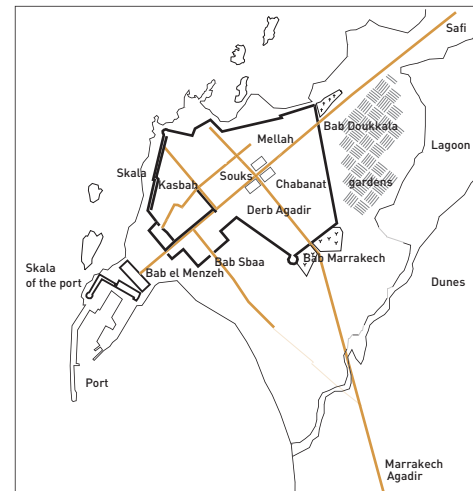 Safi
Bab Doukkala
Mellah
Lagoon
Skala
Souks
Kasbah
Chabanat
gardens
Derb Agadir
Bab Marrakech
Bab Sbaa
Bab el Menzeh
Skala
of the port
Dunes
Port
Marrakech
Agadir